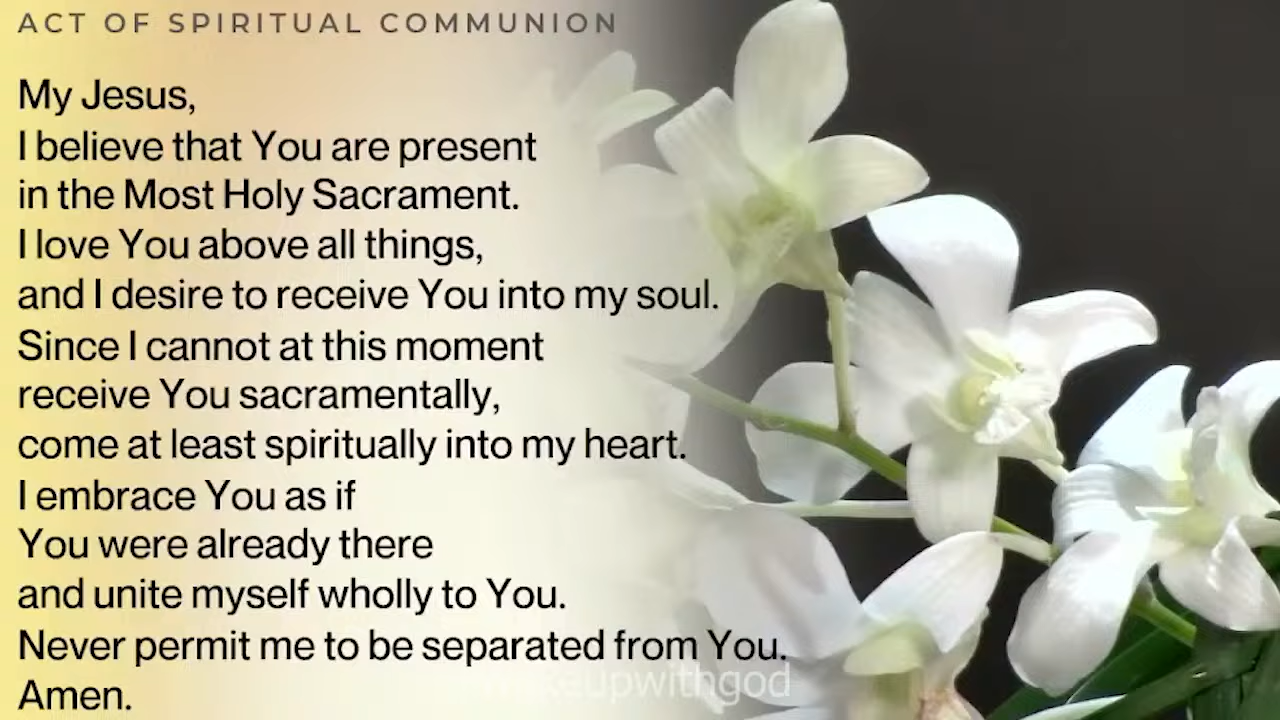 ACT OF SPIRITUAL COMMUNION
My Jesus,
I believe that You are present
in the Most Holy Sacrament.
I love You above all things,
and I desire to receive You into my soul.
Since I cannot at this moment
receive You sacramentally,
come at least spiritually into my heart.
I embrace You as if
You were already there
and unite myself wholly to You.
Never permit me to be separated from You.
Amen.